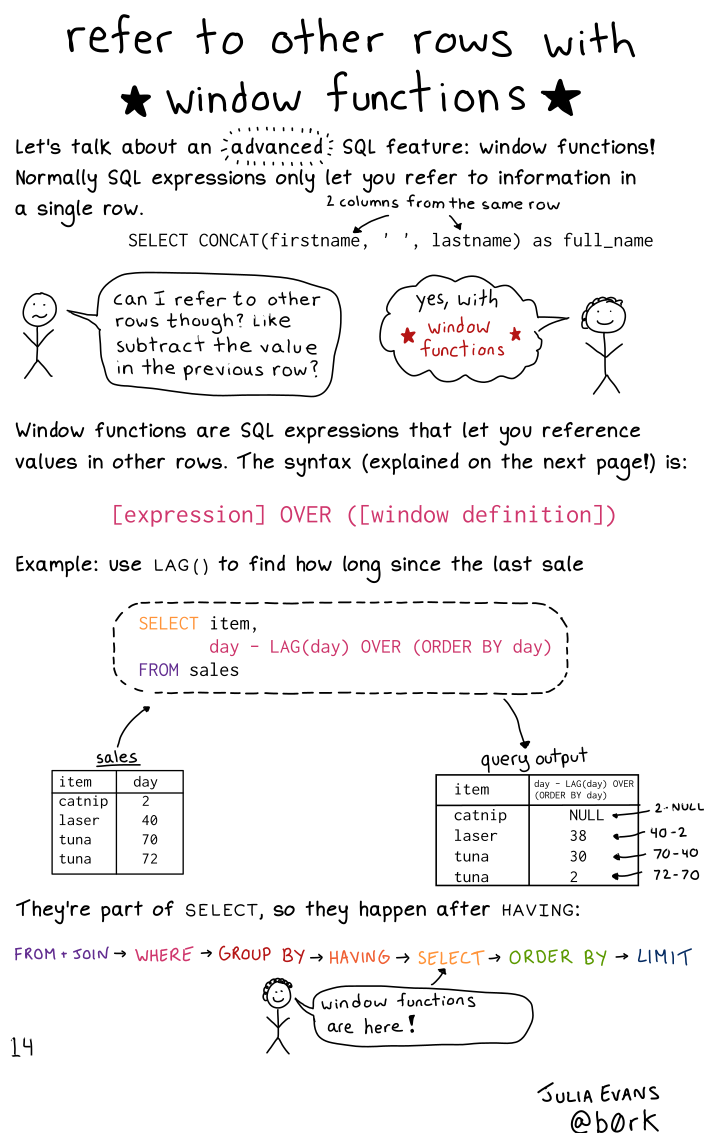 refer to other rows with
★ window functions ★
Let's talk about an advanced SQL feature: window functions!
Normally SQL expressions only let you refer to information in
a single row.
2 columns from the same row
SELECT CONCAT(firstname, ' ', lastname) as full_name
can I refer to other
rows though? Like
subtract the value
in the previous row?
yes, with
★ window ★
functions
Window functions are SQL expressions that let you reference
values in other rows. The syntax (explained on the next page!) is:
[expression] OVER ([window definition])
Example: use LAG() to find how long since the last sale
SELECT item,
day - LAG(day) OVER (ORDER BY day)
FROM sales
sales
item day
catnip 2
laser 40
tuna 70
tuna 72
query output
item day - LAG(day) OVER
(ORDER BY day)
catnip NULL 2-NULL
laser 38 40-2
tuna 30 70-40
tuna 2 72-70
They're part of SELECT, so they happen after HAVING:
FROM + JOIN → WHERE → GROUP BY → HAVING → SELECT → ORDER BY → LIMIT
window functions
are here!
14
JULIA EVANS
@b0rk